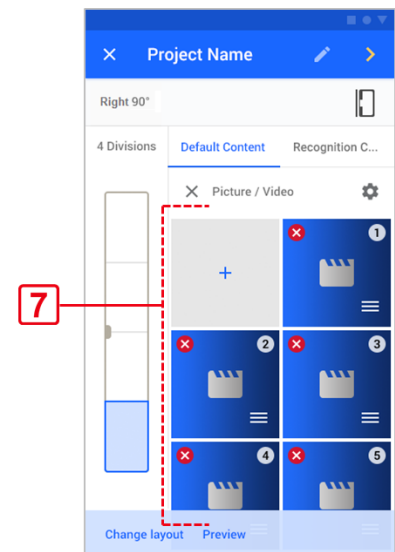 Project Name
Right 90°
4 Divisions
Default Content
Recognition C...
Picture / Video
1
7
2
3
4
5
Change layout
Preview